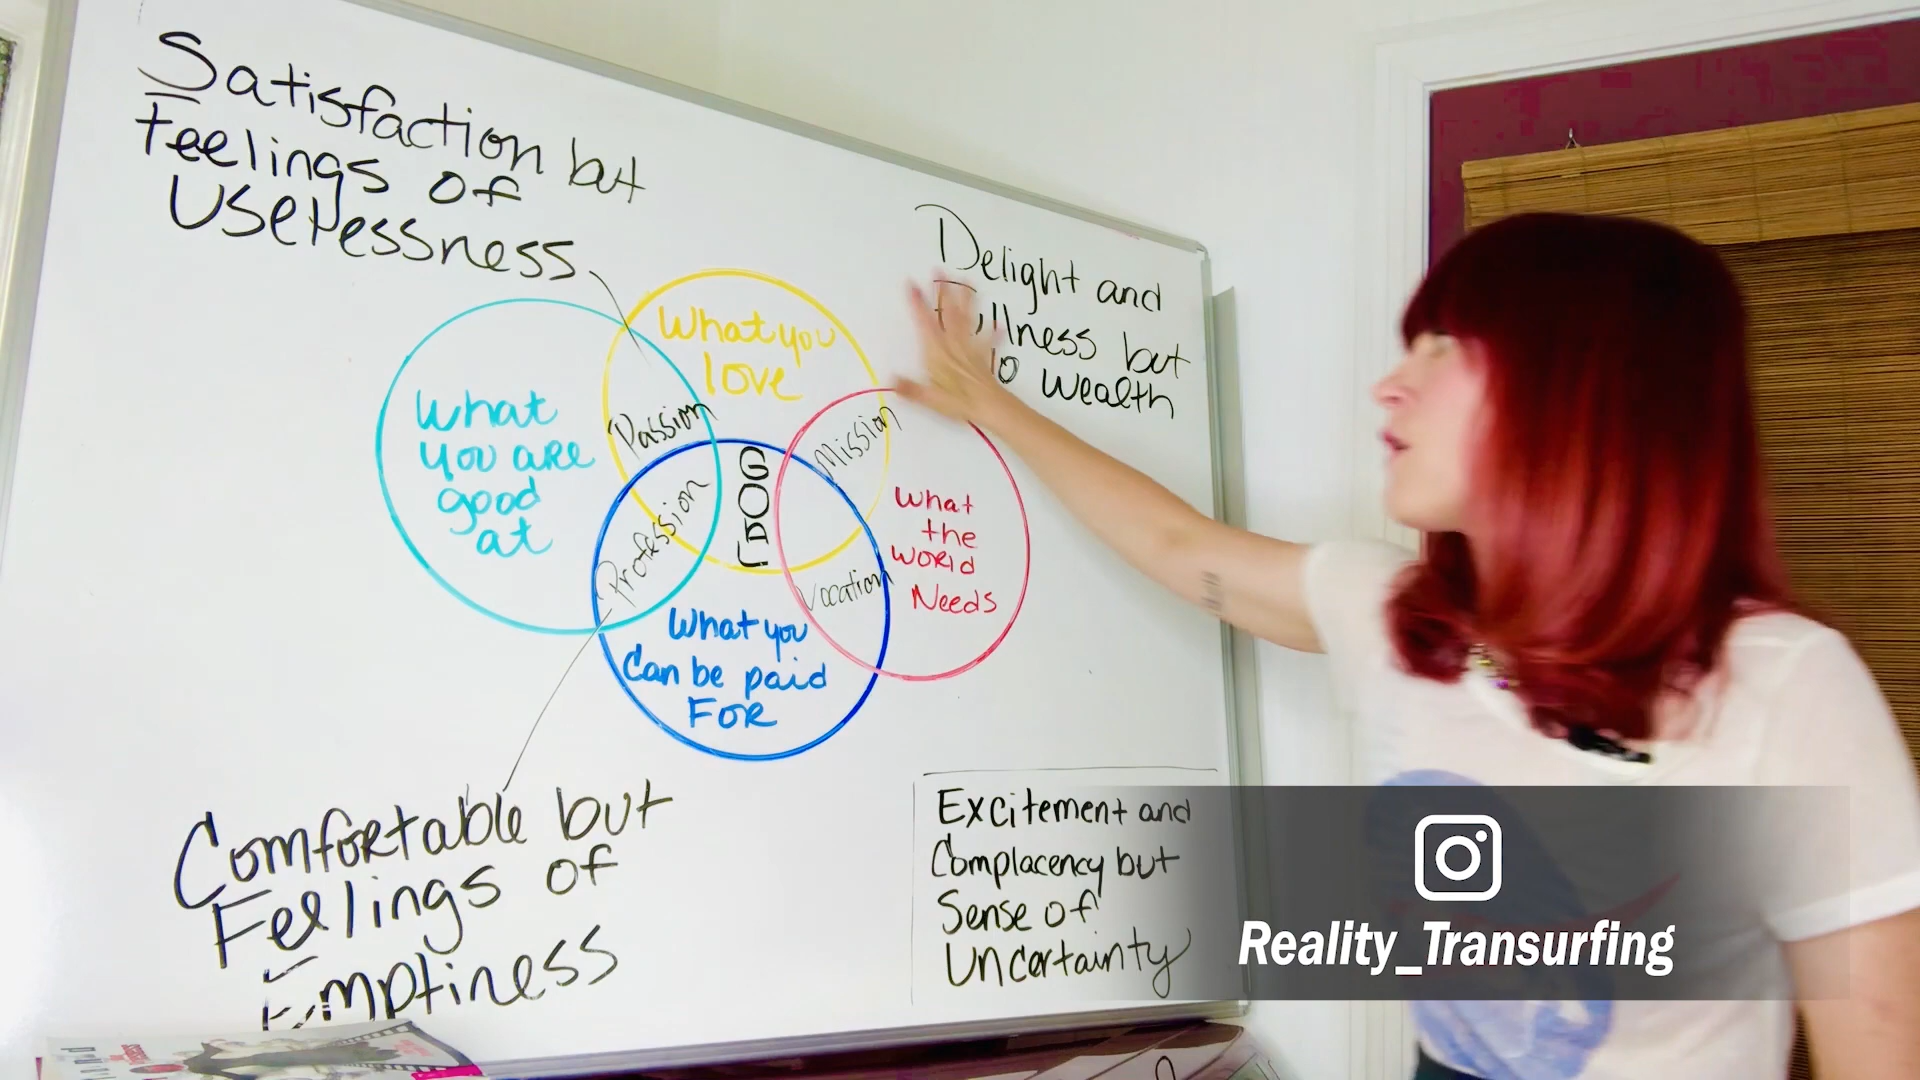 Satisfaction but
Feelings of
Uselessness
Delight and
Fullness but
No Wealth
What you
love
What
you are
good
at
Passion
Mission
GOAL
Profession
Vocation
What
the
World
Needs
What you
Can be paid
FOR
Comfortable but
Feelings of
Emptiness
Excitement and
Complacency but
Sense of
Uncertainty
Reality_Transurfing